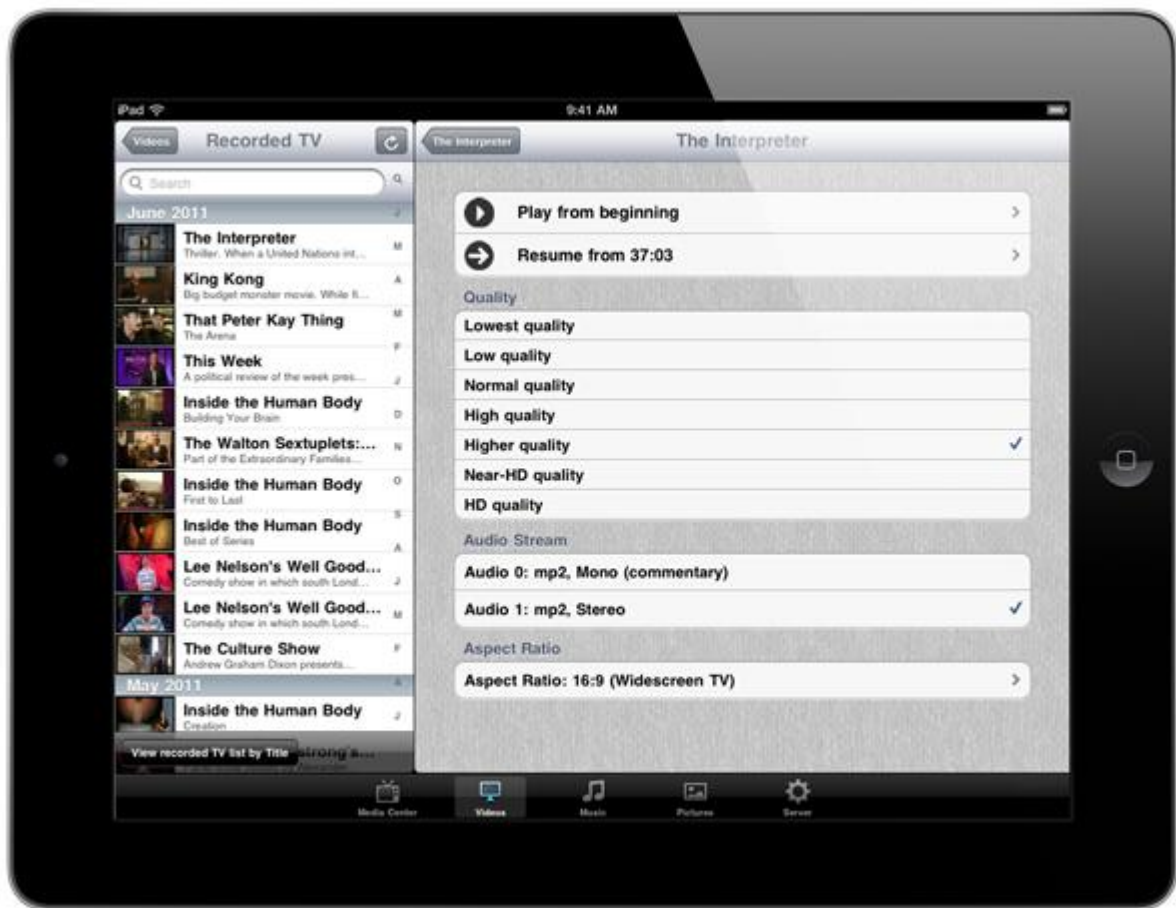 iPad
9:41 AM
Videos
Recorded TV
The Interpreter
The Interpreter
Search
June 2011
The Interpreter
Thriller. When a United Nations int...
King Kong
Big budget monster movie. While fi...
That Peter Kay Thing
The Arena
This Week
A political review of the week pres...
Inside the Human Body
Building Your Brain
The Walton Sextuplets:...
Part of the Extraordinary Families...
Inside the Human Body
First to Last
Inside the Human Body
Best of Series
Lee Nelson's Well Good...
Comedy show in which south Lond...
Lee Nelson's Well Good...
Comedy show in which south Lond...
The Culture Show
Andrew Graham Dixon presents...
May 2011
Inside the Human Body
Creation
View recorded TV list by Title
strong's...
J
M
A
M
F
J
D
N
O
S
A
J
M
F
A
J
Play from beginning
Resume from 37:03
Quality
Lowest quality
Low quality
Normal quality
High quality
Higher quality
Near-HD quality
HD quality
Audio Stream
Audio 0: mp2, Mono (commentary)
Audio 1: mp2, Stereo
Aspect Ratio
Aspect Ratio: 16:9 (Widescreen TV)
Media Center
Videos
Music
Pictures
Server